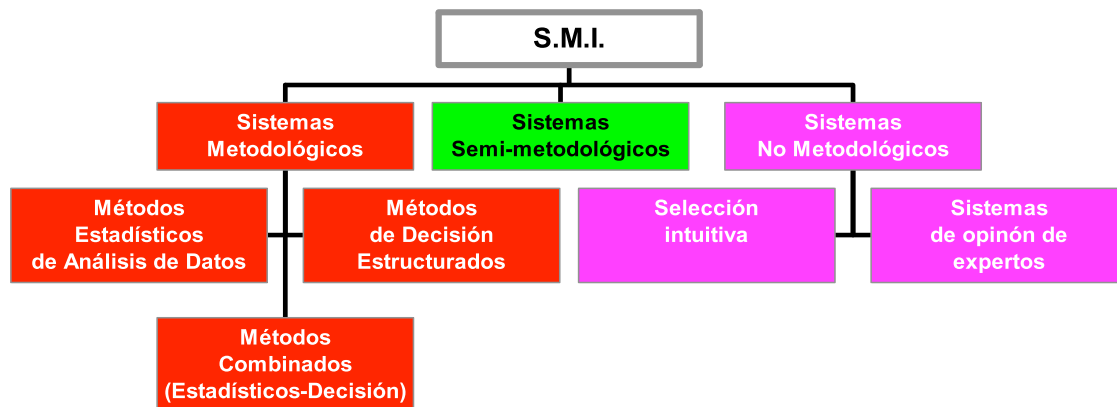 S.M.I.
Sistemas
Metodológicos
Sistemas
Semi-metodológicos
Sistemas
No Metodológicos
Métodos
Estadísticos
de Análisis de Datos
Métodos
de Decisión
Estructurados
Selección
intuitiva
Sistemas
de opinón de
expertos
Métodos
Combinados
(Estadísticos-Decisión)